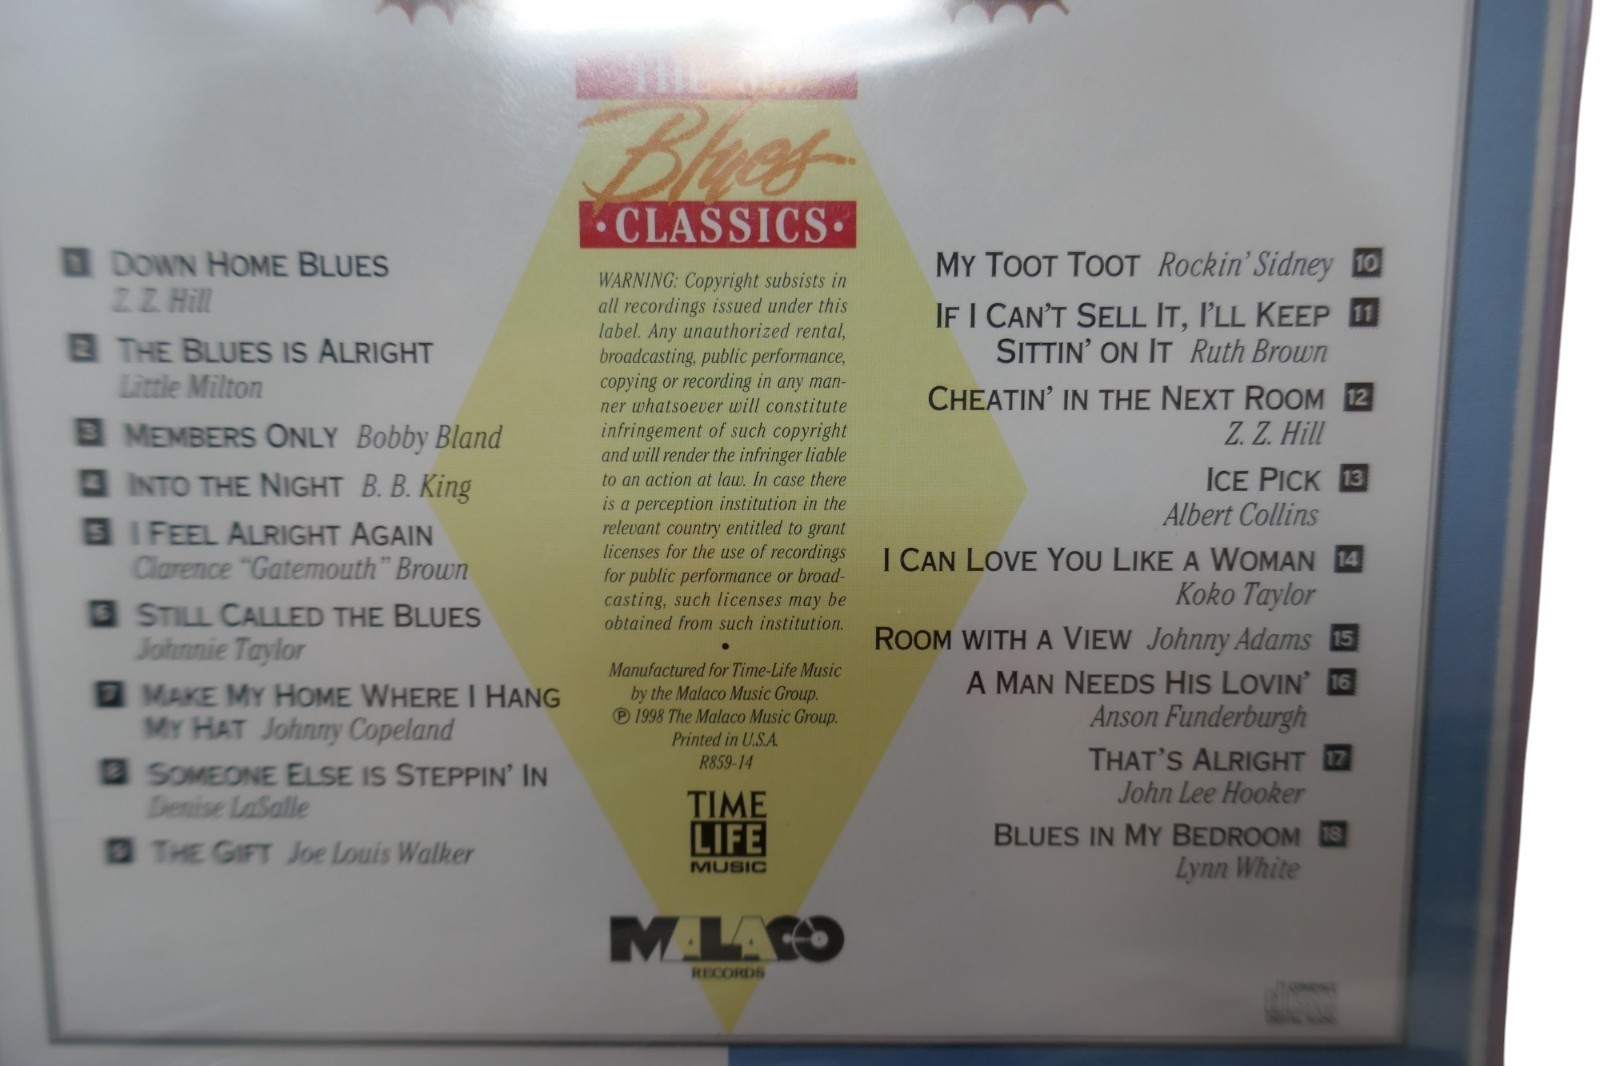 THE
Blues
· CLASSICS ·
1 DOWN HOME BLUES
Z. Z. Hill
2 THE BLUES IS ALRIGHT
Little Milton
3 MEMBERS ONLY Bobby Bland
4 INTO THE NIGHT B. B. King
5 I FEEL ALRIGHT AGAIN
Clarence “Gatemouth” Brown
6 STILL CALLED THE BLUES
Johnnie Taylor
7 MAKE MY HOME WHERE I HANG
MY HAT Johnny Copeland
8 SOMEONE ELSE IS STEPPIN’ IN
Denise LaSalle
9 THE GIFT Joe Louis Walker
WARNING: Copyright subsists in
all recordings issued under this
label. Any unauthorized rental,
broadcasting, public performance,
copying or recording in any man-
ner whatsoever will constitute
infringement of such copyright
and will render the infringer liable
to an action at law. In case there
is a perception institution in the
relevant country entitled to grant
licenses for the use of recordings
for public performance or broad-
casting, such licenses may be
obtained from such institution.
•
Manufactured for Time-Life Music
by the Malaco Music Group.
℗ 1998 The Malaco Music Group.
Printed in U.S.A.
R859-14
TIME
LIFE
MUSIC
MALACO
RECORDS
MY TOOT TOOT Rockin’ Sidney 10
IF I CAN’T SELL IT, I’LL KEEP 11
SITTIN’ ON IT Ruth Brown
CHEATIN’ IN THE NEXT ROOM 12
Z. Z. Hill
ICE PICK 13
Albert Collins
I CAN LOVE YOU LIKE A WOMAN 14
Koko Taylor
ROOM WITH A VIEW Johnny Adams 15
A MAN NEEDS HIS LOVIN’ 16
Anson Funderburgh
THAT’S ALRIGHT 17
John Lee Hooker
BLUES IN MY BEDROOM 18
Lynn White